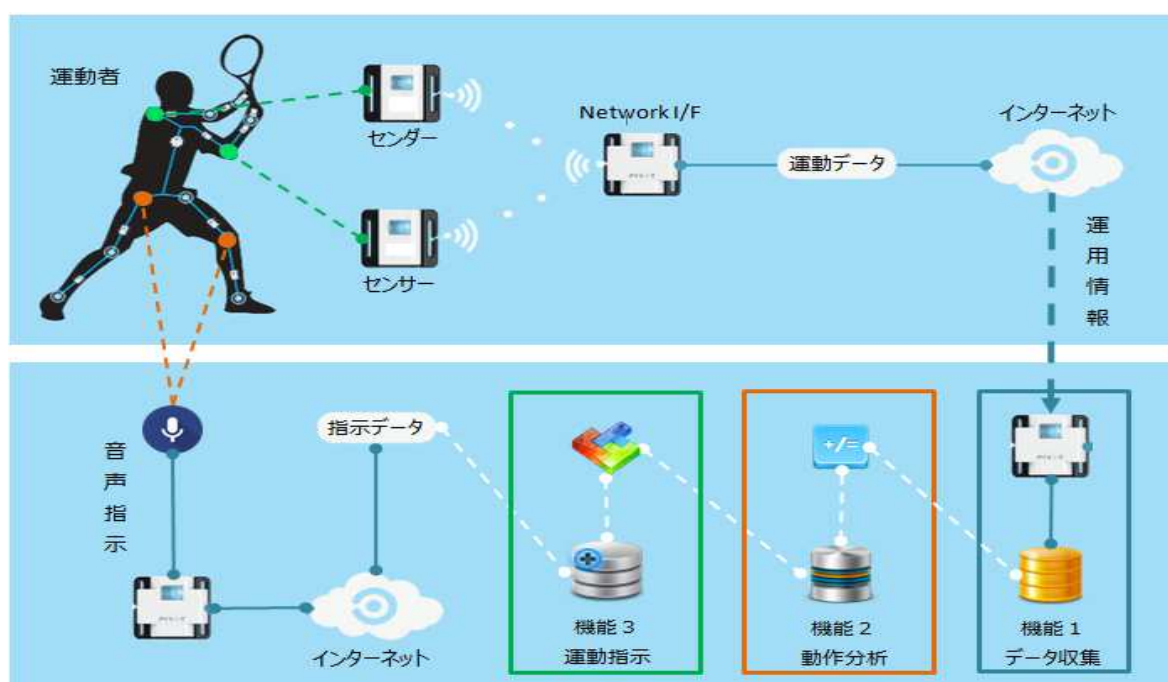 運動者
センダー
センサー
Network I/F
運動データ
インターネット
運用情報
音声指示
指示データ
インターネット
+/=
機能3
運動指示
機能2
動作分析
機能1
データ収集